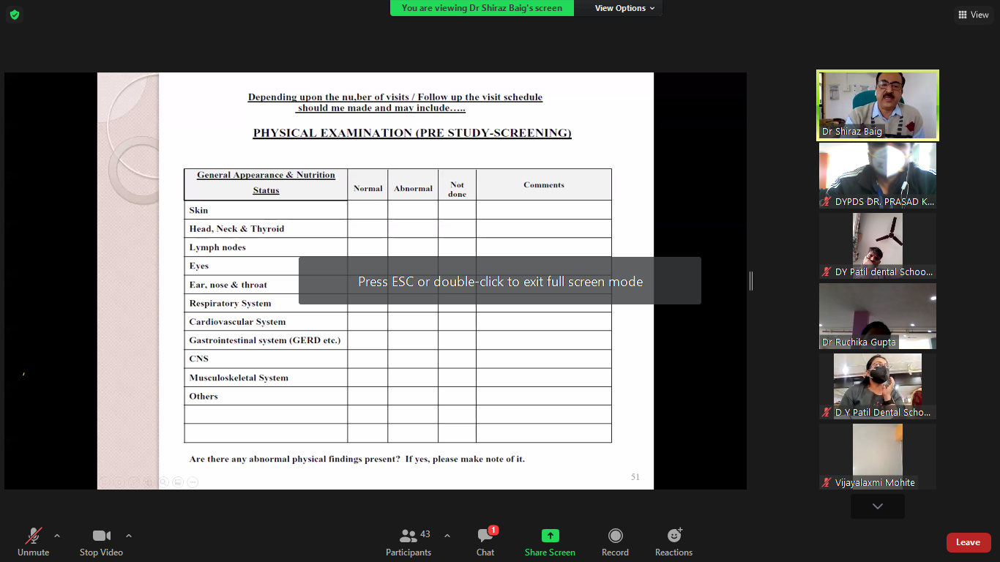 You are viewing Dr Shiraz Baig's screen
View Options
View
Depending upon the nu,ber of visits / Follow up the visit schedule
should me made and may include…..
PHYSICAL EXAMINATION (PRE STUDY-SCREENING)
General Appearance & Nutrition
Status
Normal
Abnormal
Not
done
Comments
Skin
Head, Neck & Thyroid
Lymph nodes
Eyes
Ear, nose & throat
Respiratory System
Cardiovascular System
Gastrointestinal system (GERD etc.)
CNS
Musculoskeletal System
Others
Are there any abnormal physical findings present?  If yes, please make note of it.
51
Press ESC or double-click to exit full screen mode
Dr Shiraz Baig
DYPDS DR. PRASAD K...
DY Patil dental Schoo...
Dr Ruchika Gupta
D Y Patil Dental Scho...
Vijayalaxmi Mohite
Unmute
Stop Video
43
Participants
1
Chat
Share Screen
Record
Reactions
Leave